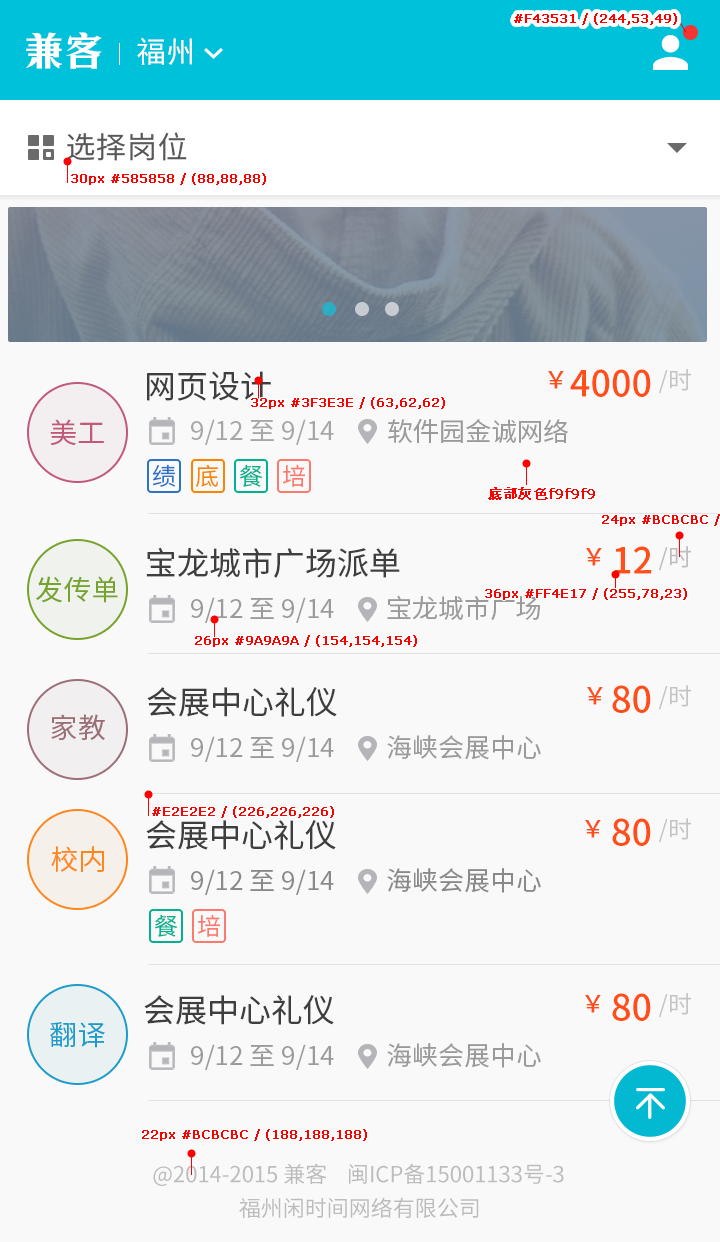 #F43531 / (244,53,49)
兼客 福州
选择岗位
30px #585858 / (88,88,88)
网页设计 ¥ 4000 /时
32px #3F3E3E / (63,62,62)
美工
9/12 至 9/14 软件园金诚网络
绩 底 餐 培
底部灰色f9f9f9
24px #BCBCBC /
宝龙城市广场派单 ¥ 12 /时
发传单
36px #FF4E17 / (255,78,23)
9/12 至 9/14 宝龙城市广场
26px #9A9A9A / (154,154,154)
会展中心礼仪 ¥ 80 /时
家教
9/12 至 9/14 海峡会展中心
#E2E2E2 / (226,226,226)
会展中心礼仪 ¥ 80 /时
校内
9/12 至 9/14 海峡会展中心
餐 培
会展中心礼仪 ¥ 80 /时
翻译
9/12 至 9/14 海峡会展中心
22px #BCBCBC / (188,188,188)
@2014-2015 兼客 闽ICP备15001133号-3
福州闲时间网络有限公司